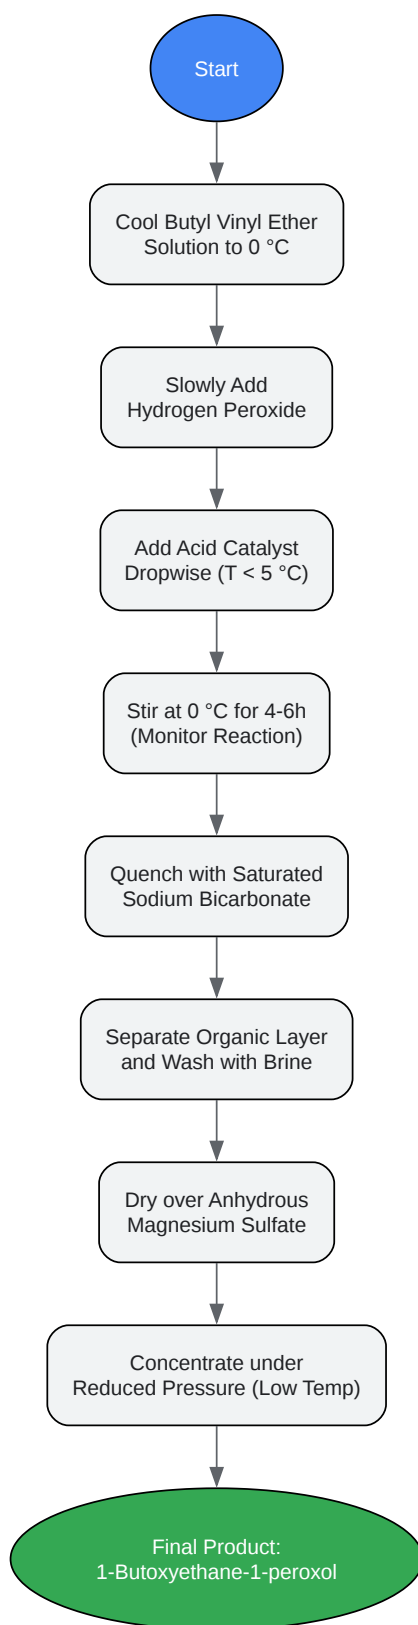 Start
Cool Butyl Vinyl Ether
Solution to 0 °C
Slowly Add
Hydrogen Peroxide
Add Acid Catalyst
Dropwise (T < 5 °C)
Stir at 0 °C for 4-6h
(Monitor Reaction)
Quench with Saturated
Sodium Bicarbonate
Separate Organic Layer
and Wash with Brine
Dry over Anhydrous
Magnesium Sulfate
Concentrate under
Reduced Pressure (Low Temp)
Final Product:
1-Butoxyethane-1-peroxol